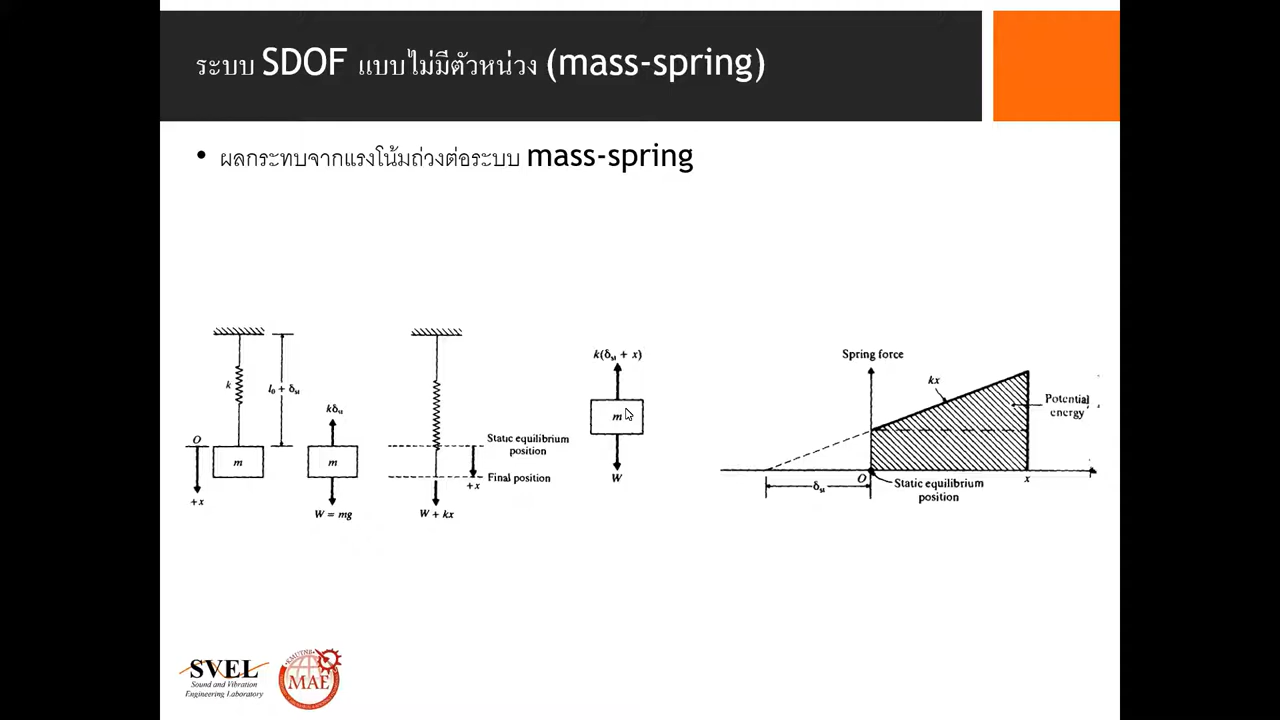 ระบบ SDOF แบบไม่มีตัวหน่วง (mass-spring)
• ผลกระทบจากแรงโน้มถ่วงต่อระบบ mass-spring
k
l₀ + δst
O
m
+x
kδst
m
W = mg
Static equilibrium
position
+x
Final position
W + kx
k(δst + x)
m
W
Spring force
kx
Potential
energy
δst
O
x
Static equilibrium
position
SVEL
Sound and Vibration
Engineering Laboratory
KMUTNB
MAE